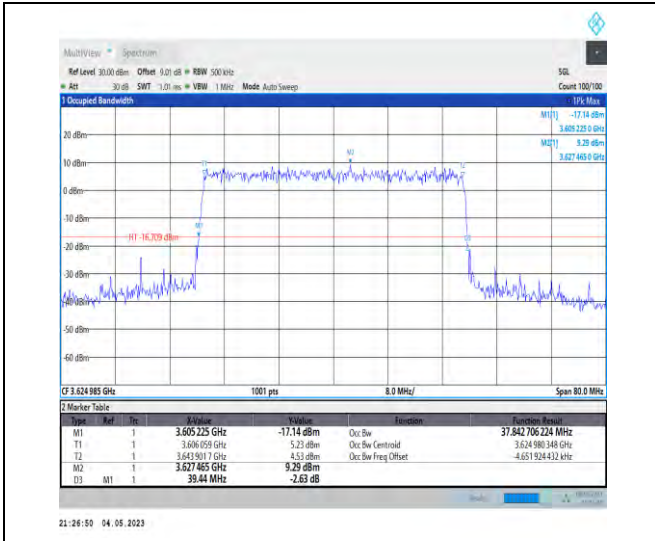 MultiView Spectrum
Ref Level 30.00 dBm Offset 9.01 dB RBW 500 kHz SGL
Att 30 dB SWT 1.01 ms VBW 1 MHz Mode Auto Sweep Count 100/100
1 Occupied Bandwidth 1Pk Max
M1[1] -17.14 dBm
3.605 225 0 GHz
M2[1] 9.29 dBm
3.627 465 0 GHz
20 dBm
10 dBm
0 dBm
-10 dBm
H1 -16.709 dBm
-20 dBm
-30 dBm
-40 dBm
-50 dBm
-60 dBm
T1
M2
T2
M1
D3
CF 3.624 985 GHz 1001 pts 8.0 MHz/ Span 80.0 MHz
2 Marker Table
Type Ref Trc X-Value Y-Value Function Function Result
M1 1 3.605 225 GHz -17.14 dBm Occ Bw 37.842 706 224 MHz
T1 1 3.606 059 GHz 5.23 dBm Occ Bw Centroid 3.624 980 348 GHz
T2 1 3.643 901 7 GHz 4.53 dBm Occ Bw Freq Offset -4.651 924 432 kHz
M2 1 3.627 465 GHz 9.29 dBm
D3 M1 1 39.44 MHz -2.63 dB
21:26:50 04.05.2023